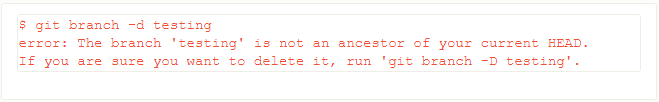 $ git branch -d testing
error: The branch 'testing' is not an ancestor of your current HEAD.
If you are sure you want to delete it, run 'git branch -D testing'.